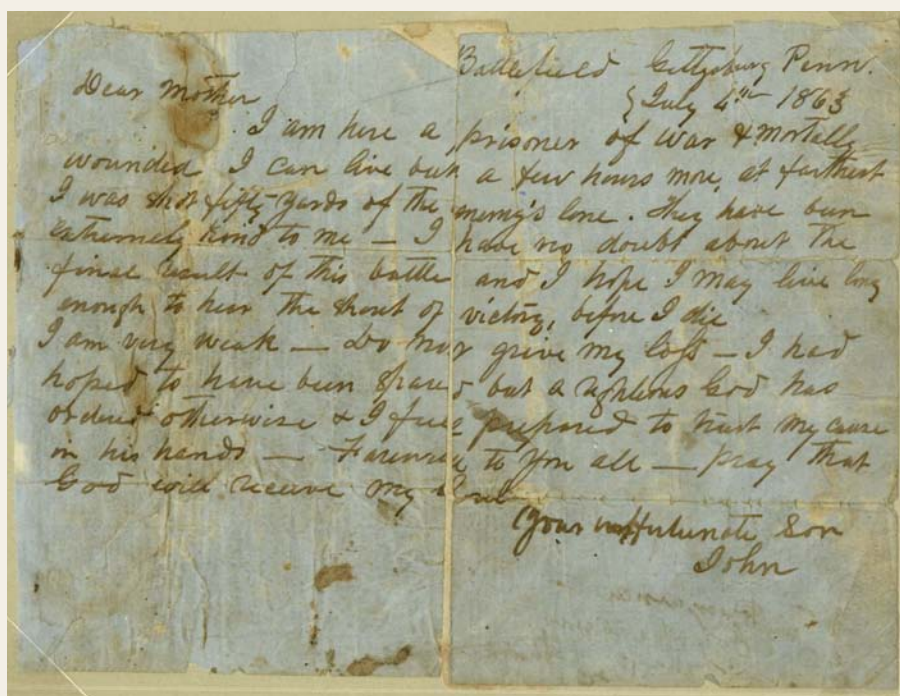 Battlefield Gettysburg Penn.
July 4th 1863
Dear Mother
I am here a prisoner of war & mortally
wounded I can live but a few hours more, at farthest
I was shot fifty yards of the enemy's line. They have been
extremely kind to me — I have no doubt about the
final result of this battle and I hope I may live long
enough to hear the shout of victory, before I die
I am very weak — Do not grieve my loss — I had
hoped to have been spared but a righteous God has
ordered otherwise & I feel prepared to trust my cause
in his hands — Farewell to you all — pray that
God will receive my soul
Your unfortunate Son
John